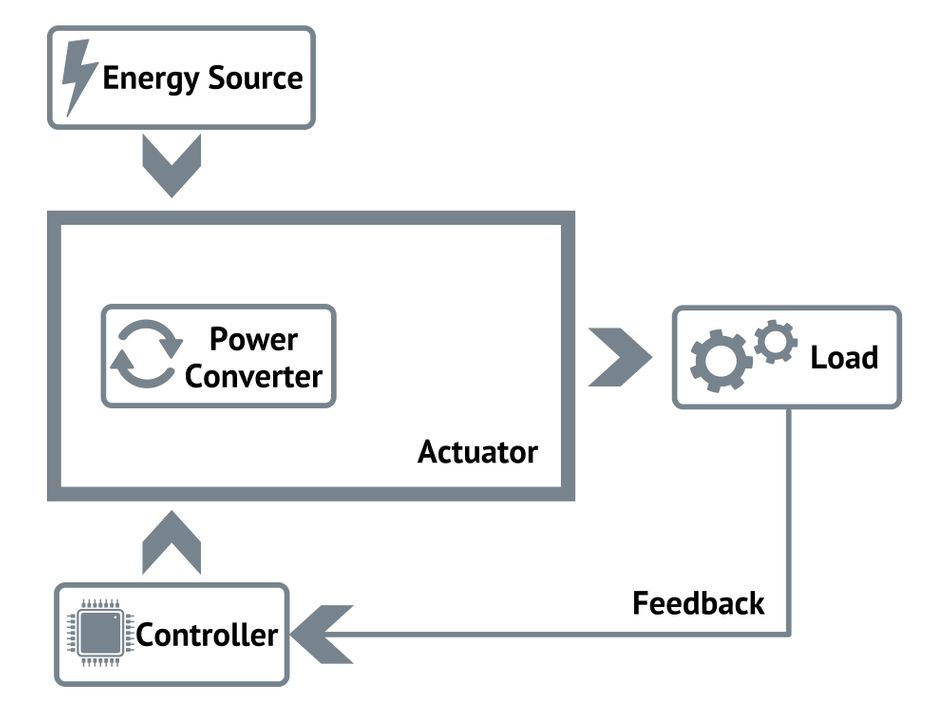 Energy Source
Power
Converter
Load
Actuator
Feedback
Controller